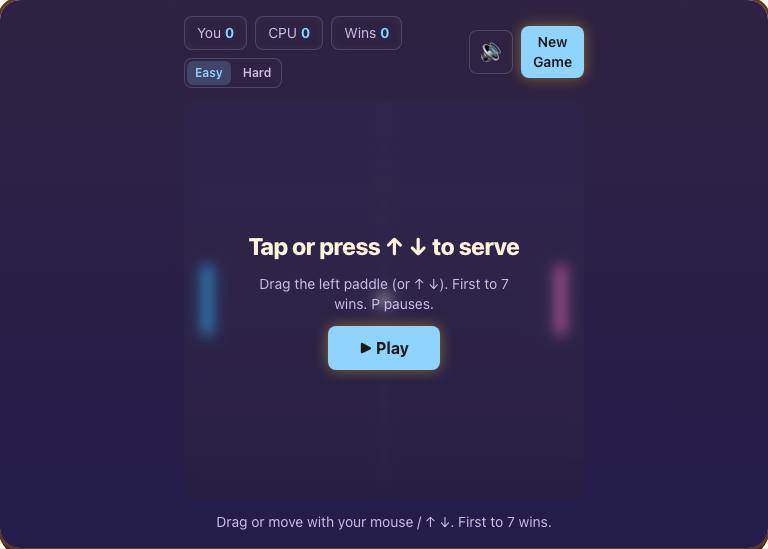 You 0 CPU 0 Wins 0
Easy Hard
New
Game
Tap or press ↑ ↓ to serve
Drag the left paddle (or ↑ ↓). First to 7
wins. P pauses.
Play
Drag or move with your mouse / ↑ ↓. First to 7 wins.